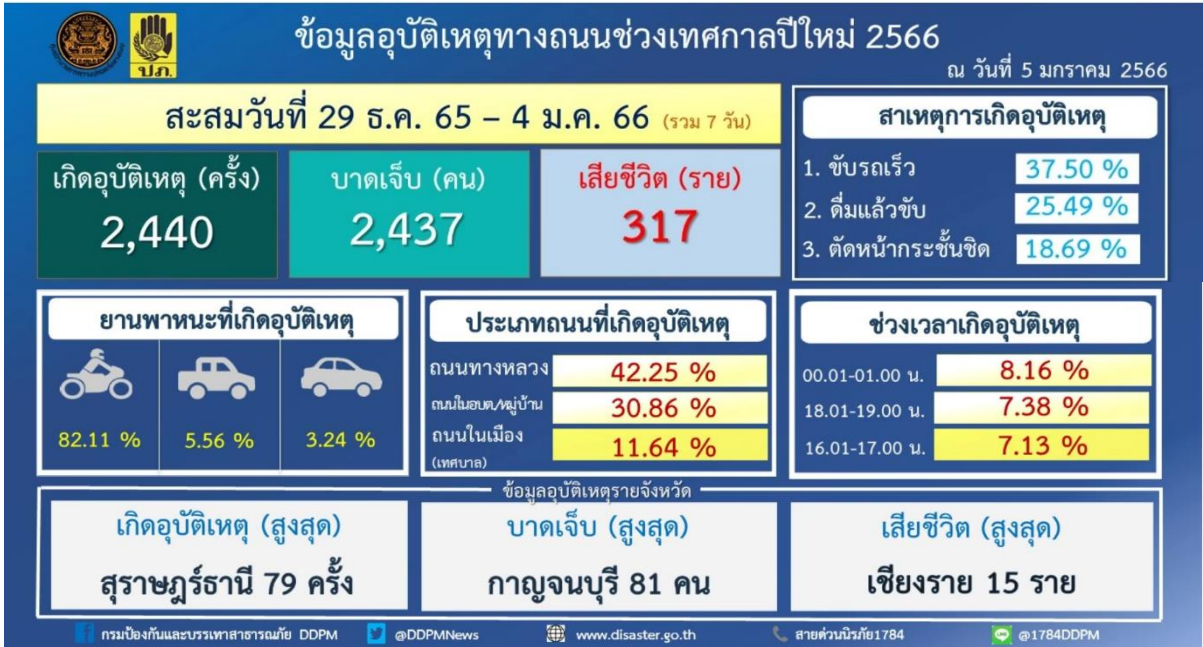 ปภ.
ข้อมูลอุบัติเหตุทางถนนช่วงเทศกาลปีใหม่ 2566
ณ วันที่ 5 มกราคม 2566
สะสมวันที่ 29 ธ.ค. 65 – 4 ม.ค. 66 (รวม 7 วัน)
เกิดอุบัติเหตุ (ครั้ง)
2,440
บาดเจ็บ (คน)
2,437
เสียชีวิต (ราย)
317
สาเหตุการเกิดอุบัติเหตุ
1. ขับรถเร็ว 37.50 %
2. ดื่มแล้วขับ 25.49 %
3. ตัดหน้ากระชั้นชิด 18.69 %
ยานพาหนะที่เกิดอุบัติเหตุ
82.11 % 5.56 % 3.24 %
ประเภทถนนที่เกิดอุบัติเหตุ
ถนนทางหลวง 42.25 %
ถนนในอบต./หมู่บ้าน 30.86 %
ถนนในเมือง 11.64 %
(เทศบาล)
ช่วงเวลาเกิดอุบัติเหตุ
00.01-01.00 น. 8.16 %
18.01-19.00 น. 7.38 %
16.01-17.00 น. 7.13 %
ข้อมูลอุบัติเหตุรายจังหวัด
เกิดอุบัติเหตุ (สูงสุด)
สุราษฎร์ธานี 79 ครั้ง
บาดเจ็บ (สูงสุด)
กาญจนบุรี 81 คน
เสียชีวิต (สูงสุด)
เชียงราย 15 ราย
กรมป้องกันและบรรเทาสาธารณภัย DDPM @DDPMNews www.disaster.go.th สายด่วนนิรภัย1784 @1784DDPM